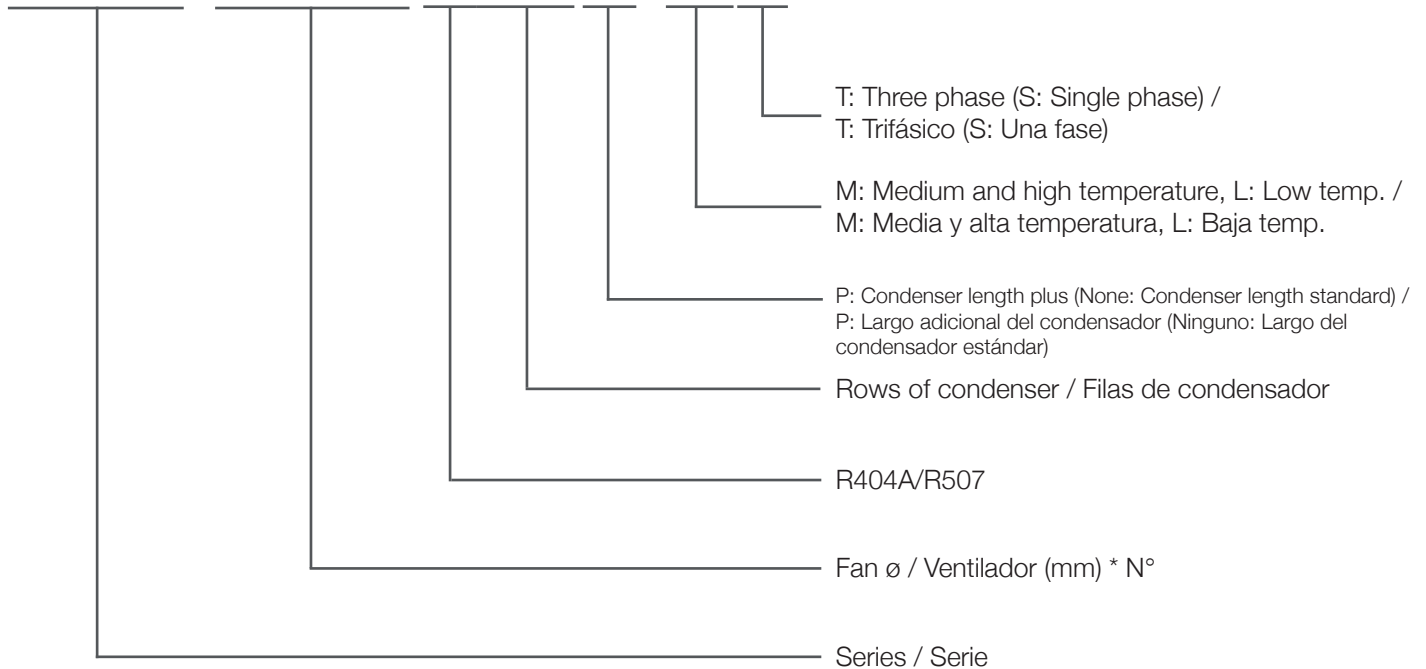 T: Three phase (S: Single phase) /
T: Trifásico (S: Una fase)
M: Medium and high temperature, L: Low temp. /
M: Media y alta temperatura, L: Baja temp.
P: Condenser length plus (None: Condenser length standard) /
P: Largo adicional del condensador (Ninguno: Largo del
condensador estándar)
Rows of condenser / Filas de condensador
R404A/R507
Fan ø / Ventilador (mm) * N°
Series / Serie